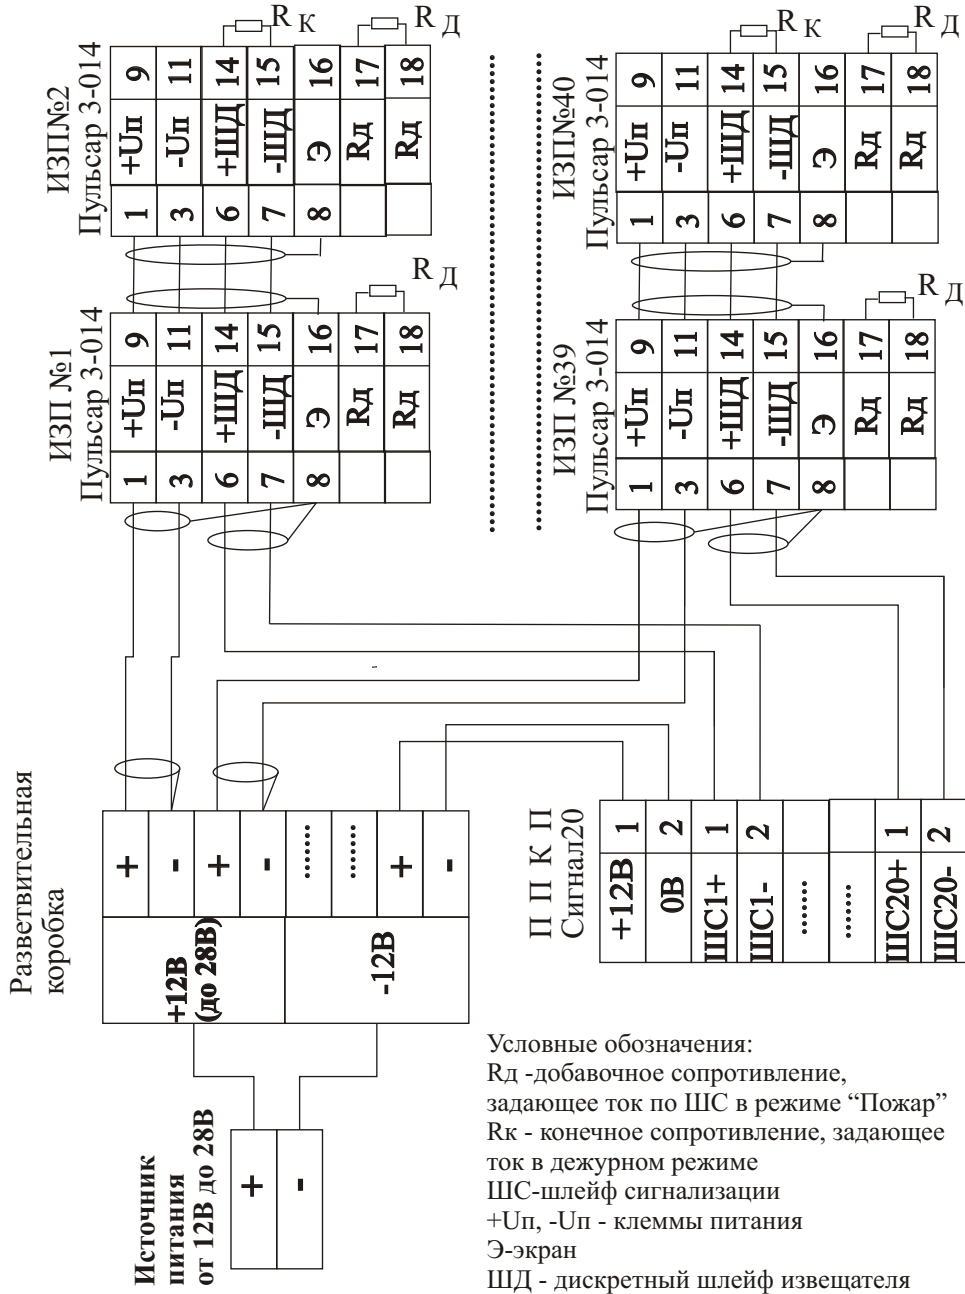 R К
R Д
ИЗП№2
Пульсар 3-014
9
11
14
15
16
17
18
+Uп
-Uп
+ШД
-ШД
Э
Rд
Rд
1
3
6
7
8
R К
R Д
ИЗП№40
Пульсар 3-014
9
11
14
15
16
17
18
+Uп
-Uп
+ШД
-ШД
Э
Rд
Rд
1
3
6
7
8
R Д
ИЗП №1
Пульсар 3-014
9
11
14
15
16
17
18
+Uп
-Uп
+ШД
-ШД
Э
Rд
Rд
1
3
6
7
8
R Д
ИЗП №39
Пульсар 3-014
9
11
14
15
16
17
18
+Uп
-Uп
+ШД
-ШД
Э
Rд
Rд
1
3
6
7
8
Разветвительная
коробка
+
-
+
-
........
........
+
-
+12В
(до 28В)
-12В
П П К П
Сигнал20
1
2
1
2
1
2
+12В
0В
ШС1+
ШС1-
........
........
ШС20+
ШС20-
Источник
питания
от 12В до 28В
+
-
Условные обозначения:
Rд -добавочное сопротивление,
задающее ток по ШС в режиме “Пожар”
Rк - конечное сопротивление, задающее
ток в дежурном режиме
ШС-шлейф сигнализации
+Uп, -Uп - клеммы питания
Э-экран
ШД - дискретный шлейф извещателя